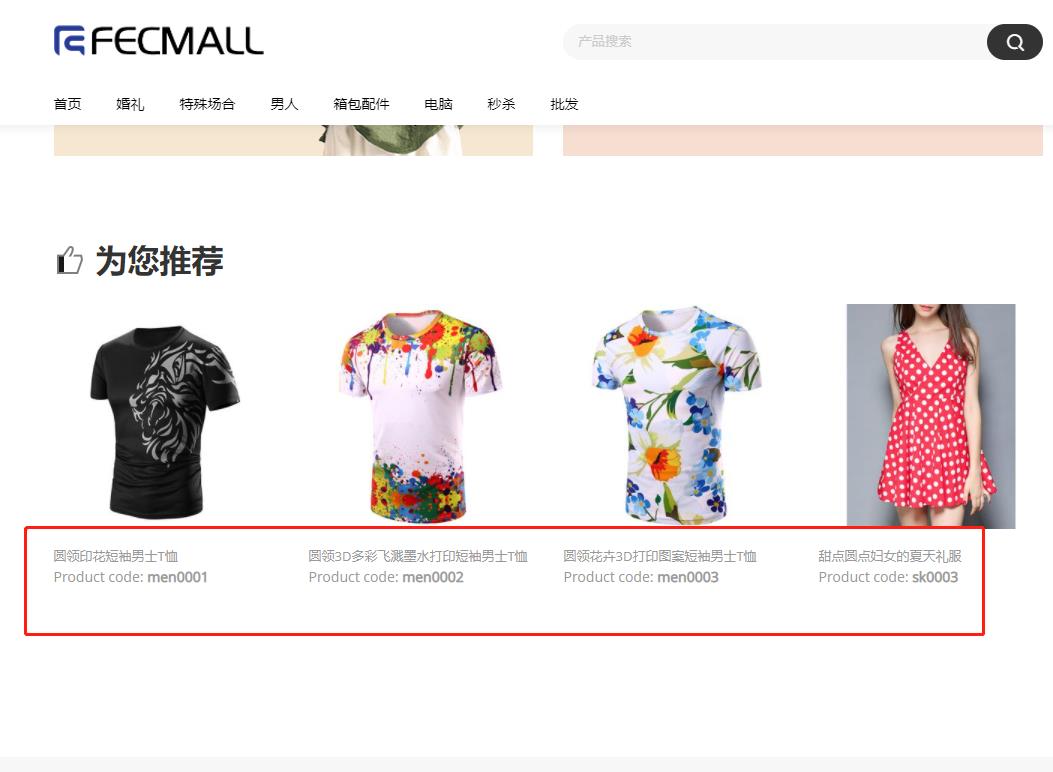 FECMALL
产品搜索
首页 婚礼 特殊场合 男人 箱包配件 电脑 秒杀 批发
为您推荐
圆领印花短袖男士T恤
Product code: men0001
圆领3D多彩飞溅墨水打印短袖男士T恤
Product code: men0002
圆领花卉3D打印图案短袖男士T恤
Product code: men0003
甜点圆点妇女的夏天礼服
Product code: sk0003